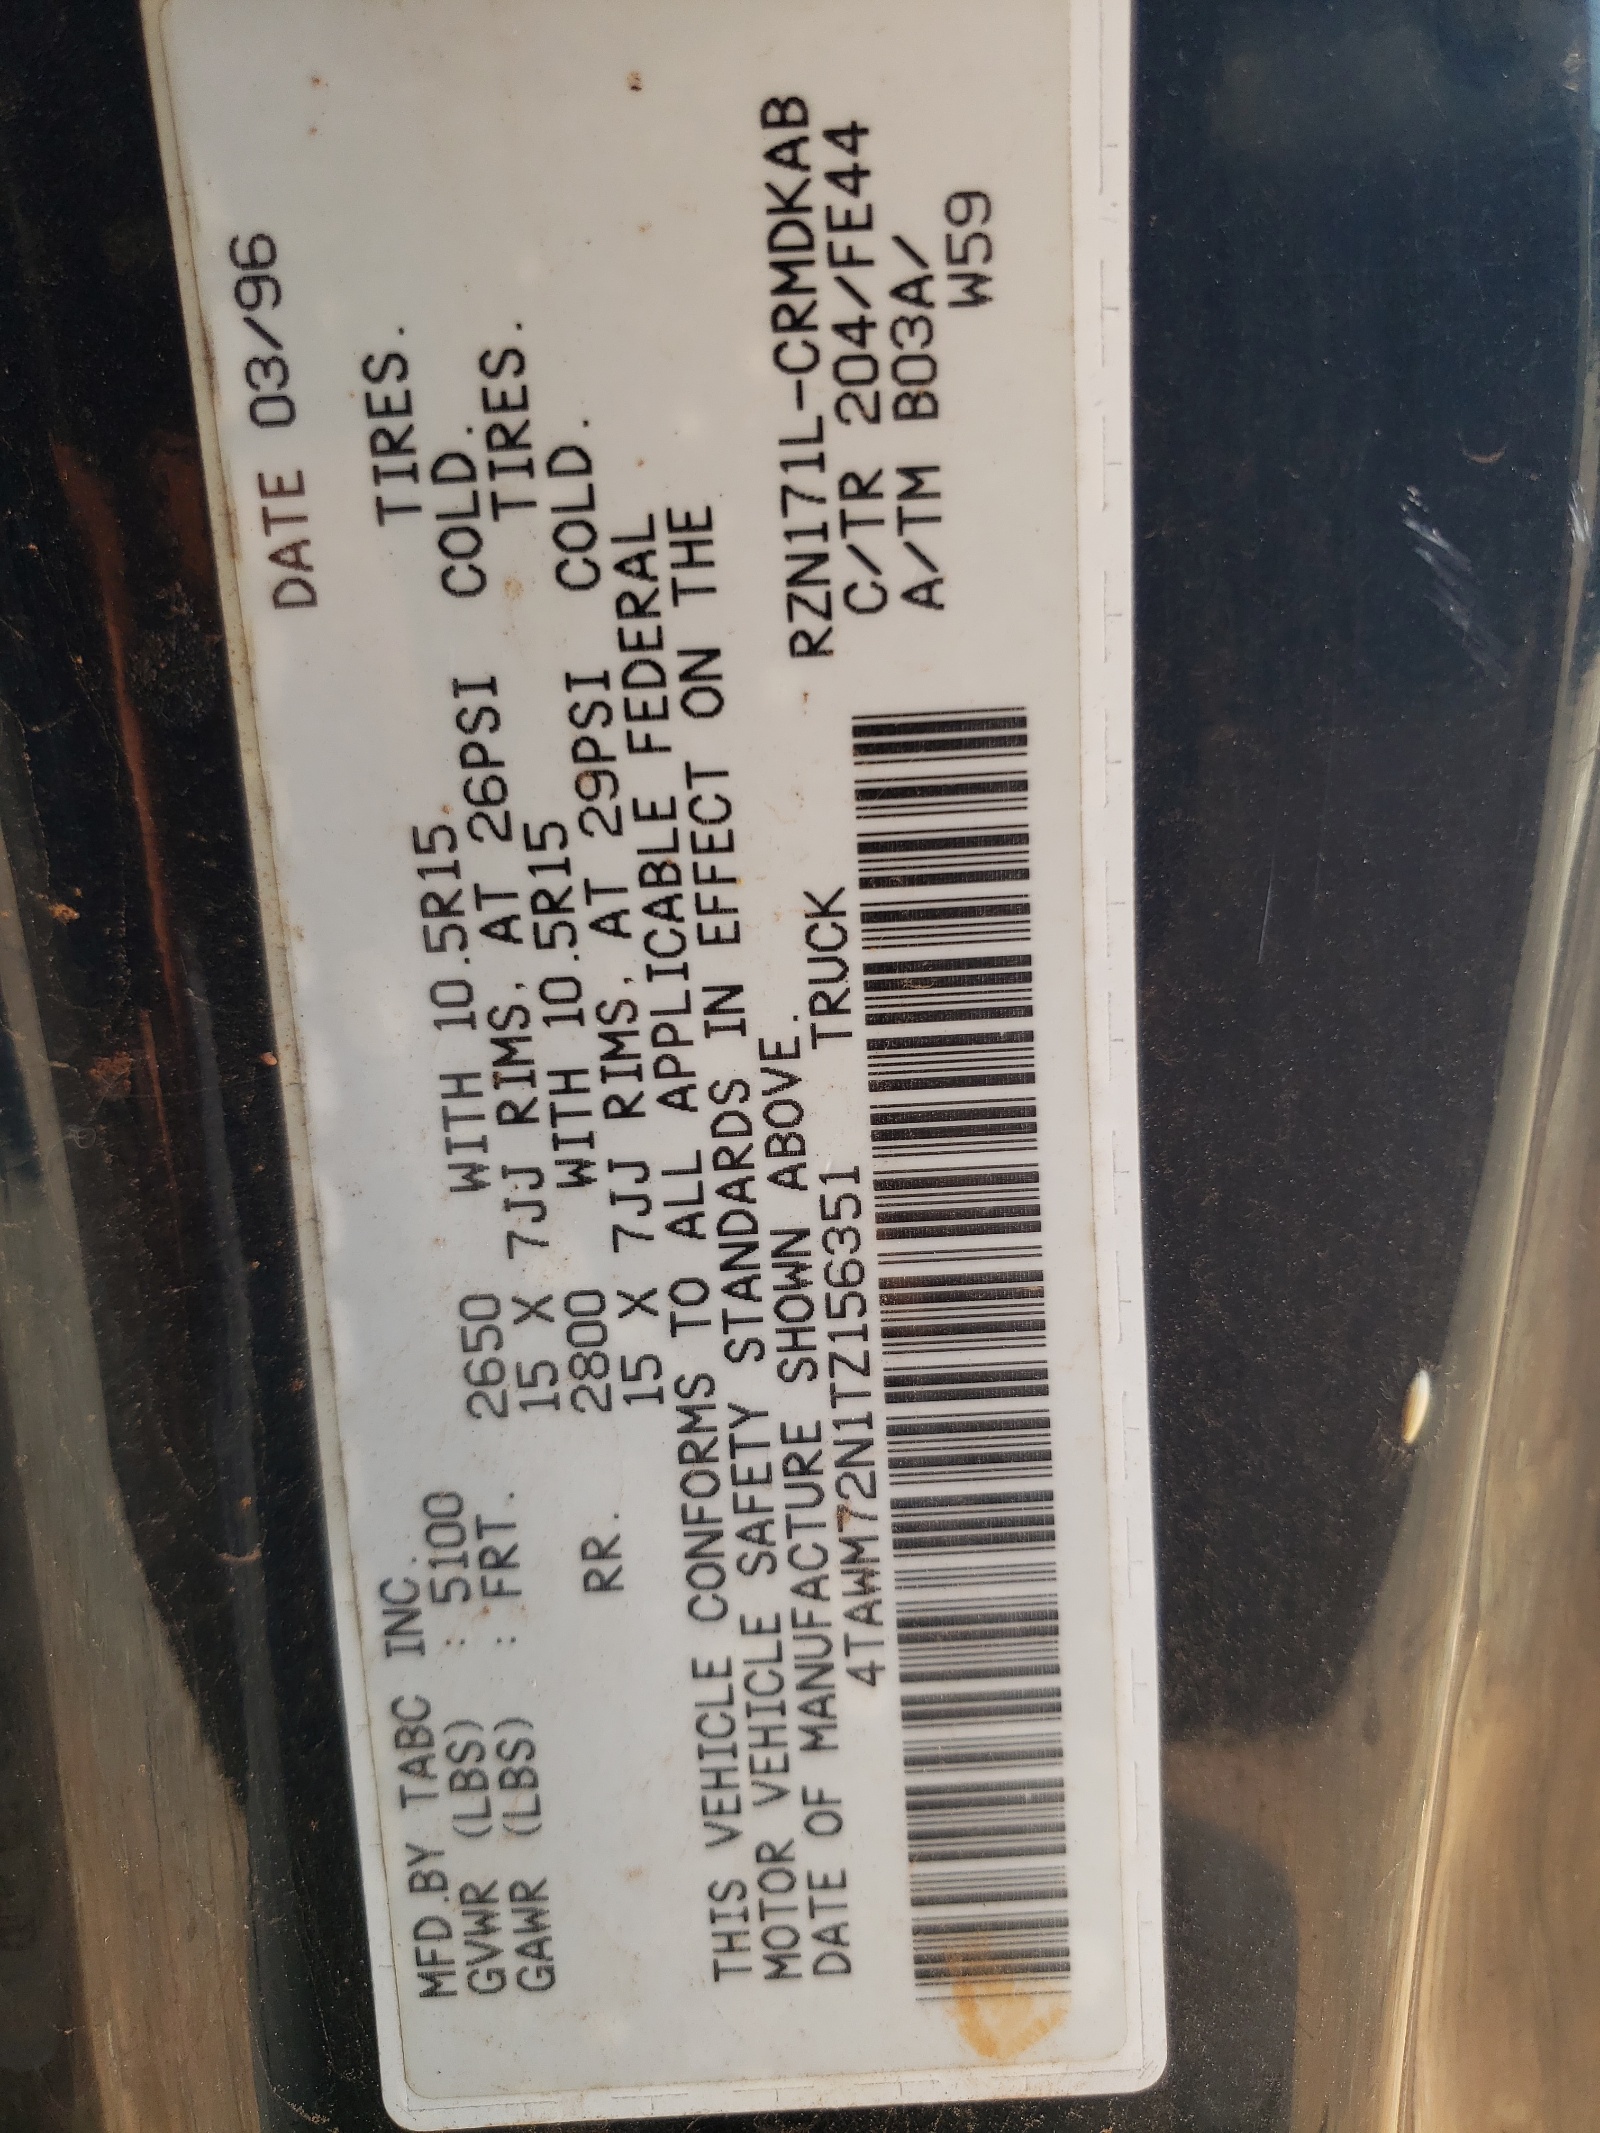 MFD.BY TABC INC. DATE 03/96
GVWR (LBS) : 5100
GAWR (LBS) : FRT. 2650 WITH 10.5R15 TIRES.
15 X 7JJ RIMS, AT 26PSI COLD.
RR. 2800 WITH 10.5R15 TIRES.
15 X 7JJ RIMS, AT 29PSI COLD.
THIS VEHICLE CONFORMS TO ALL APPLICABLE FEDERAL
MOTOR VEHICLE SAFETY STANDARDS IN EFFECT ON THE
DATE OF MANUFACTURE SHOWN ABOVE.
4TAWM72N1TZ156351 TRUCK RZN171L-CRMDKAB
C/TR 204/FE44
A/TM B03A/
W59